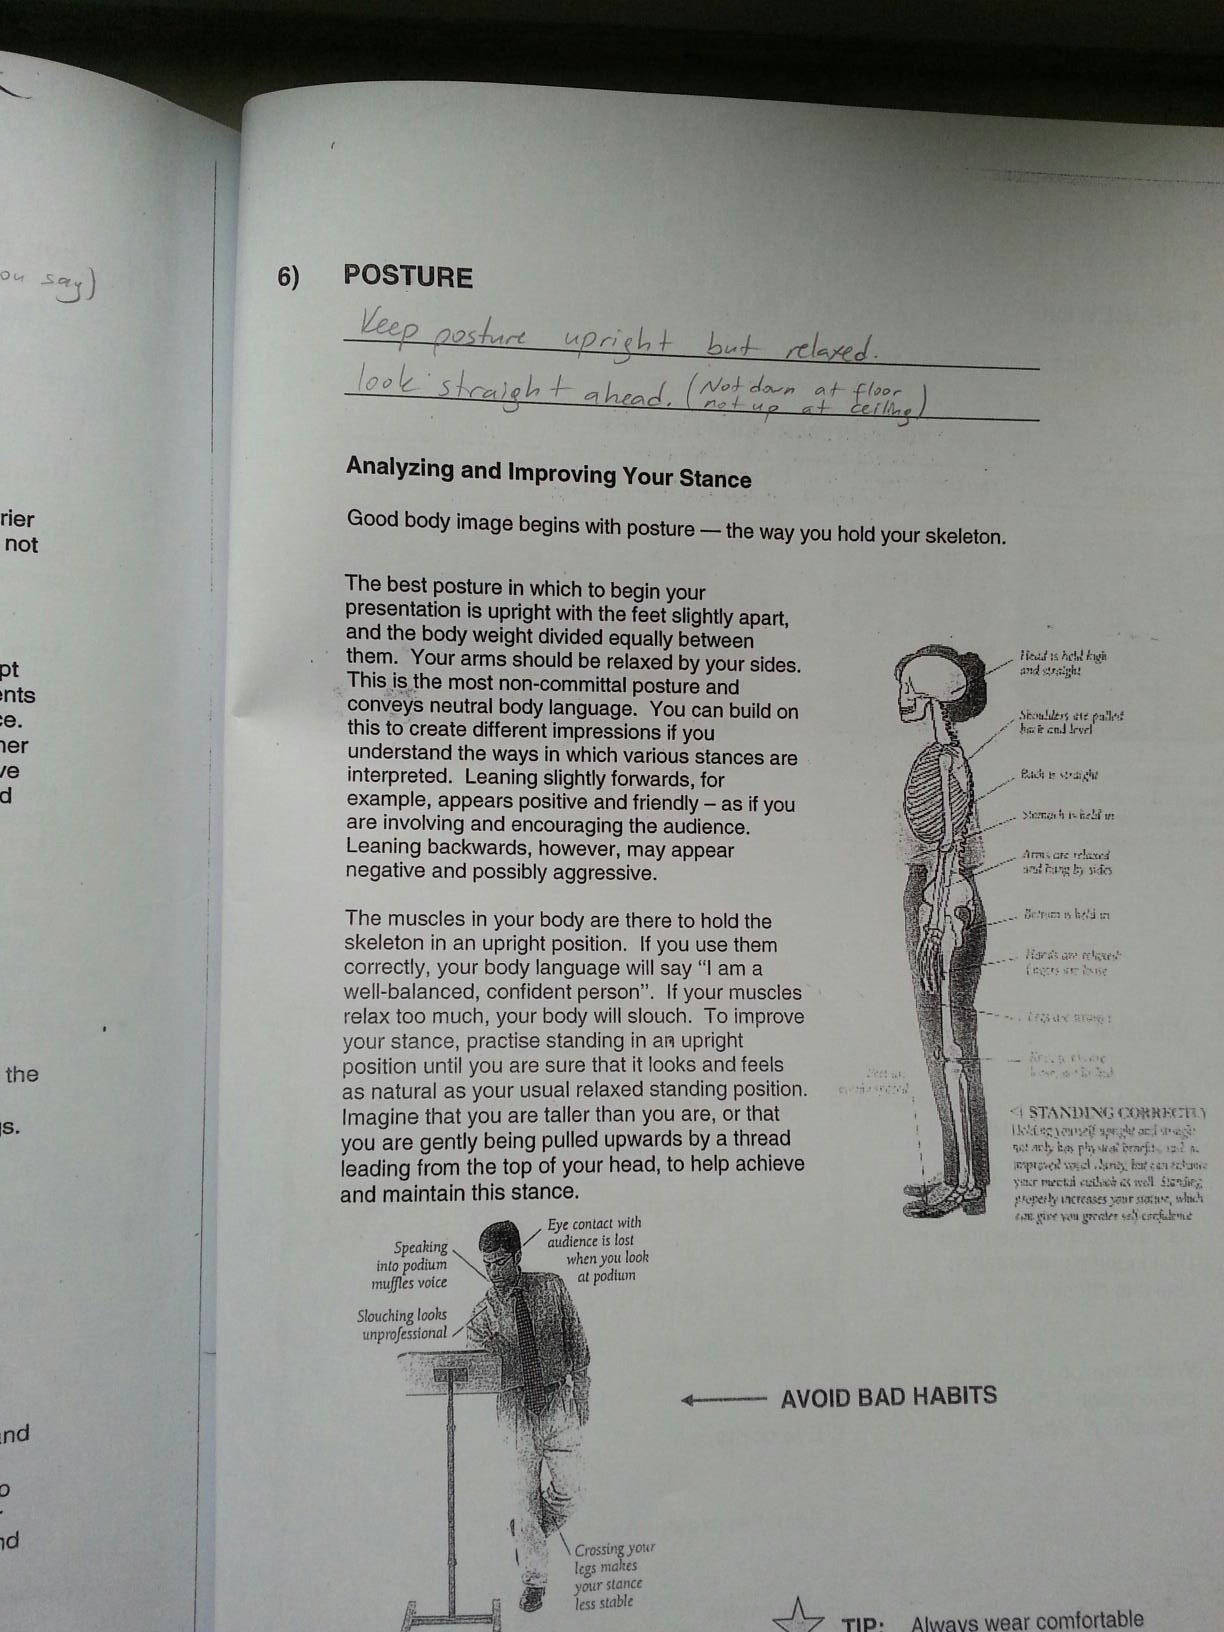 ou say)
rier
not
pt
ents
ce.
her
ve
d
the
gs.
and
o
nd
6) POSTURE
Keep posture upright but relaxed.
look straight ahead. (Not down at floor
not up at ceiling)
Analyzing and Improving Your Stance
Good body image begins with posture — the way you hold your skeleton.
The best posture in which to begin your
presentation is upright with the feet slightly apart,
and the body weight divided equally between
them. Your arms should be relaxed by your sides.
This is the most non-committal posture and
conveys neutral body language. You can build on
this to create different impressions if you
understand the ways in which various stances are
interpreted. Leaning slightly forwards, for
example, appears positive and friendly – as if you
are involving and encouraging the audience.
Leaning backwards, however, may appear
negative and possibly aggressive.
The muscles in your body are there to hold the
skeleton in an upright position. If you use them
correctly, your body language will say “I am a
well-balanced, confident person”. If your muscles
relax too much, your body will slouch. To improve
your stance, practise standing in an upright
position until you are sure that it looks and feels
as natural as your usual relaxed standing position.
Imagine that you are taller than you are, or that
you are gently being pulled upwards by a thread
leading from the top of your head, to help achieve
and maintain this stance.
Head is held high
and straight
Shoulders are pulled
back and level
Back is straight
Stomach is held in
Arms are relaxed
and hang by sides
Bottom is held in
Hands are relaxed
fingers are loose
Legs are straight
STANDING CORRECTLY
Holding yourself upright and straight
not only has physical benefits, such as
improved vocal clarity, but can enhance
your mental outlook as well. Standing
properly increases your stature, which
can give you greater self-confidence
Eye contact with
audience is lost
when you look
at podium
Speaking
into podium
muffles voice
Slouching looks
unprofessional
AVOID BAD HABITS
Crossing your
legs makes
your stance
less stable
TIP: Always wear comfortable